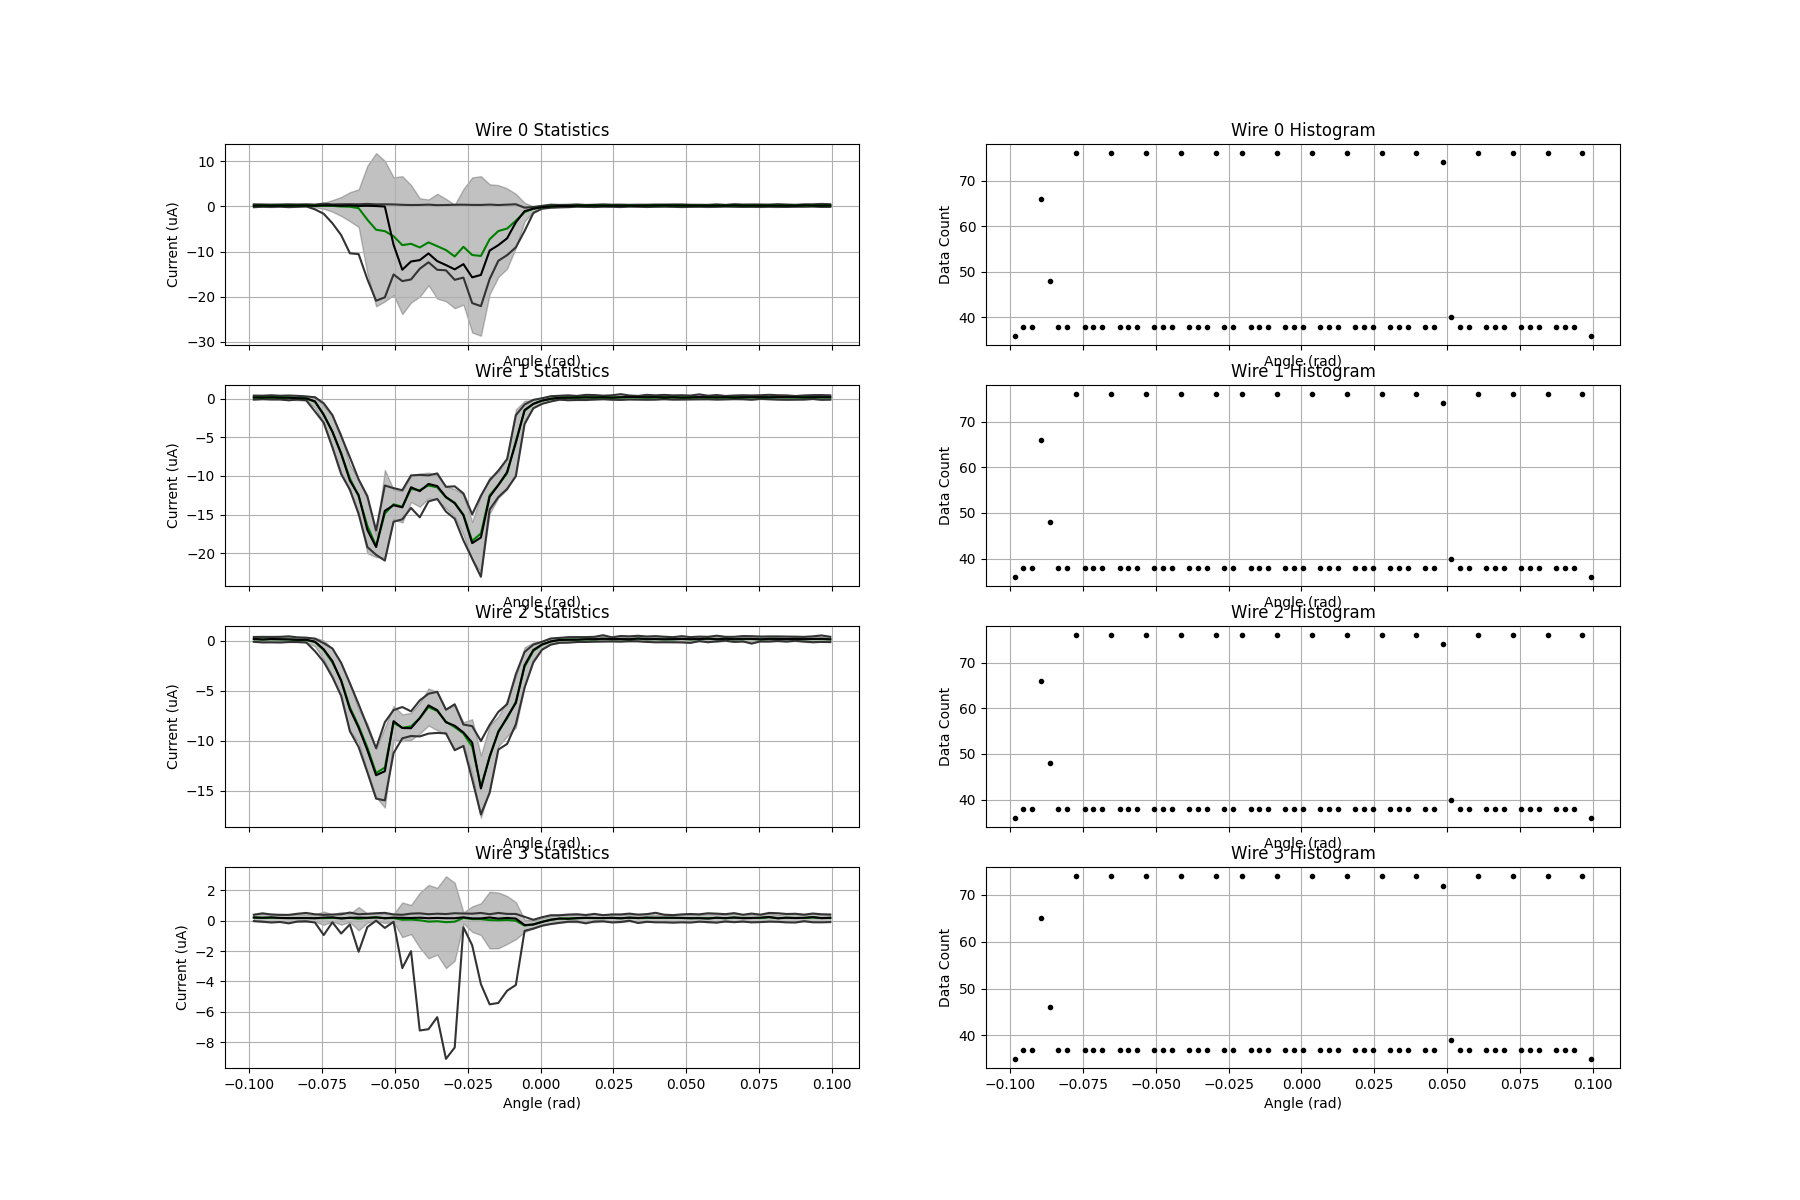 Wire 0 Statistics
10
0
−10
−20
−30
Current (uA)
Angle (rad)
Wire 0 Histogram
70
60
50
40
Data Count
Angle (rad)
Wire 1 Statistics
0
−5
−10
−15
−20
Current (uA)
Angle (rad)
Wire 1 Histogram
70
60
50
40
Data Count
Angle (rad)
Wire 2 Statistics
0
−5
−10
−15
Current (uA)
Angle (rad)
Wire 2 Histogram
70
60
50
40
Data Count
Angle (rad)
Wire 3 Statistics
2
0
−2
−4
−6
−8
Current (uA)
−0.100 −0.075 −0.050 −0.025 0.000 0.025 0.050 0.075 0.100
Angle (rad)
Wire 3 Histogram
70
60
50
40
Data Count
−0.100 −0.075 −0.050 −0.025 0.000 0.025 0.050 0.075 0.100
Angle (rad)